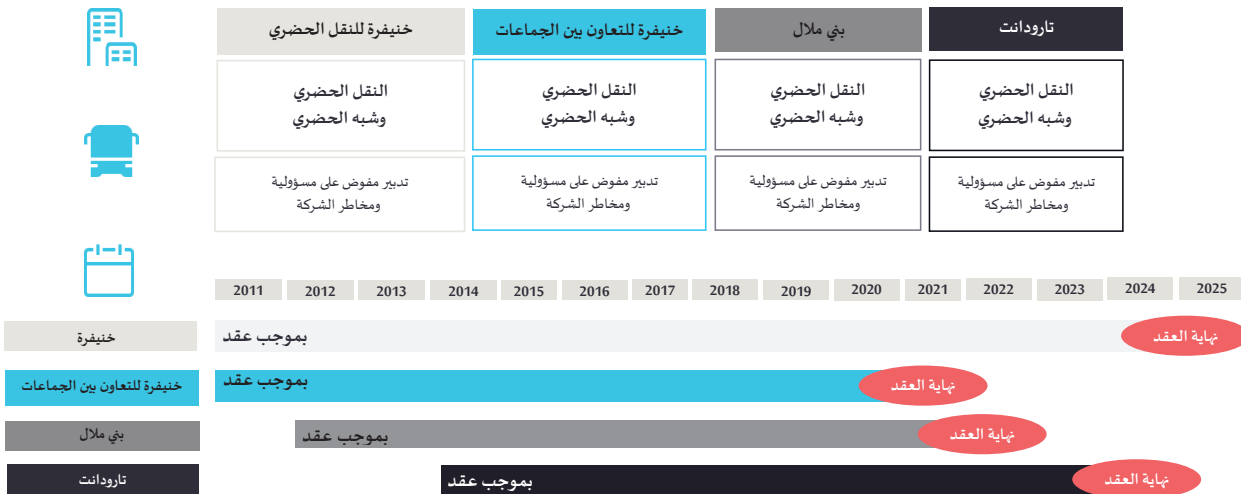 خنيفرة للنقل الحضري
خنيفرة للتعاون بين الجماعات
بني ملال
تارودانت
النقل الحضري
وشبه الحضري
النقل الحضري
وشبه الحضري
النقل الحضري
وشبه الحضري
النقل الحضري
وشبه الحضري
تدبير مفوض على مسؤولية
ومخاطر الشركة
تدبير مفوض على مسؤولية
ومخاطر الشركة
تدبير مفوض على مسؤولية
ومخاطر الشركة
تدبير مفوض على مسؤولية
ومخاطر الشركة
2011 2012 2013 2014 2015 2016 2017 2018 2019 2020 2021 2022 2023 2024 2025
خنيفرة
بموجب عقد
نهاية العقد
خنيفرة للتعاون بين الجماعات
بموجب عقد
نهاية العقد
بني ملال
بموجب عقد
نهاية العقد
تارودانت
بموجب عقد
نهاية العقد